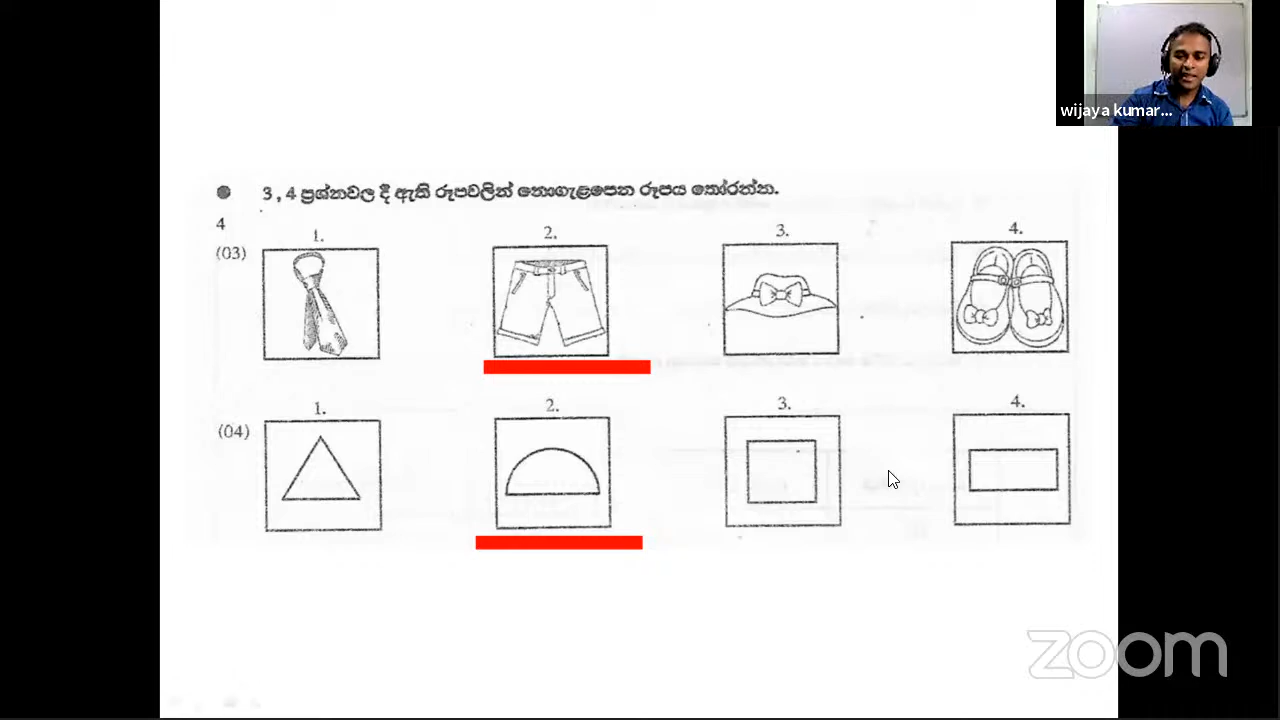 wijaya kumar...
● 3 , 4 ප්‍රශ්නවල දී ඇති රූපවලින් නොගැළපෙන රූපය තෝරන්න.
4
(03) 1. 2. 3. 4.
(04) 1. 2. 3. 4.
zoom